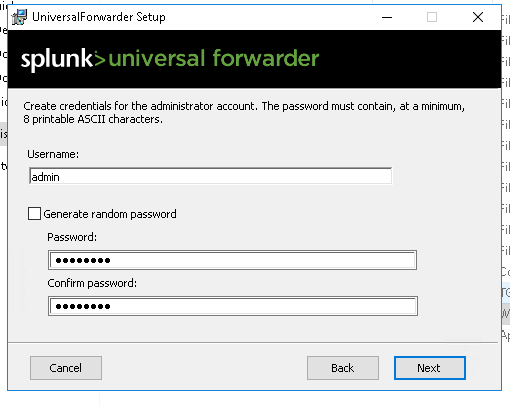 UniversalForwarder Setup
splunk>universal forwarder
Create credentials for the administrator account. The password must contain, at a minimum,
8 printable ASCII characters.
Username:
admin
Generate random password
Password:
●●●●●●●●
Confirm password:
●●●●●●●●
Cancel
Back
Next